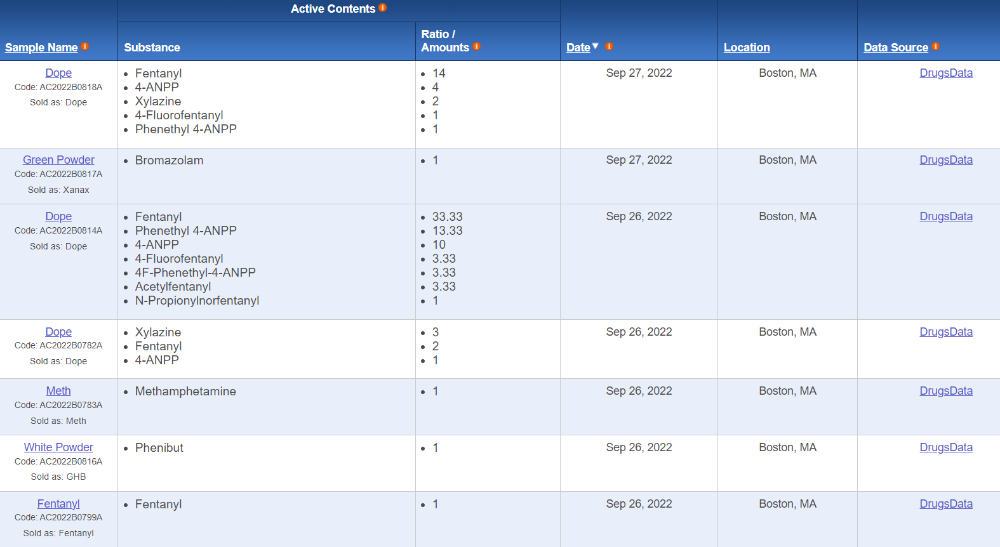 Active Contents
Sample Name
Substance
Ratio /
Amounts
Date
Location
Data Source
Dope
Code: AC2022B0818A
Sold as: Dope
Fentanyl
4-ANPP
Xylazine
4-Fluorofentanyl
Phenethyl 4-ANPP
14
4
2
1
1
Sep 27, 2022
Boston, MA
DrugsData
Green Powder
Code: AC2022B0817A
Sold as: Xanax
Bromazolam
1
Sep 27, 2022
Boston, MA
DrugsData
Dope
Code: AC2022B0814A
Sold as: Dope
Fentanyl
Phenethyl 4-ANPP
4-ANPP
4-Fluorofentanyl
4F-Phenethyl-4-ANPP
Acetylfentanyl
N-Propionylnorfentanyl
33.33
13.33
10
3.33
3.33
3.33
1
Sep 26, 2022
Boston, MA
DrugsData
Dope
Code: AC2022B0782A
Sold as: Dope
Xylazine
Fentanyl
4-ANPP
3
2
1
Sep 26, 2022
Boston, MA
DrugsData
Meth
Code: AC2022B0783A
Sold as: Meth
Methamphetamine
1
Sep 26, 2022
Boston, MA
DrugsData
White Powder
Code: AC2022B0816A
Sold as: GHB
Phenibut
1
Sep 26, 2022
Boston, MA
DrugsData
Fentanyl
Code: AC2022B0799A
Sold as: Fentanyl
Fentanyl
1
Sep 26, 2022
Boston, MA
DrugsData